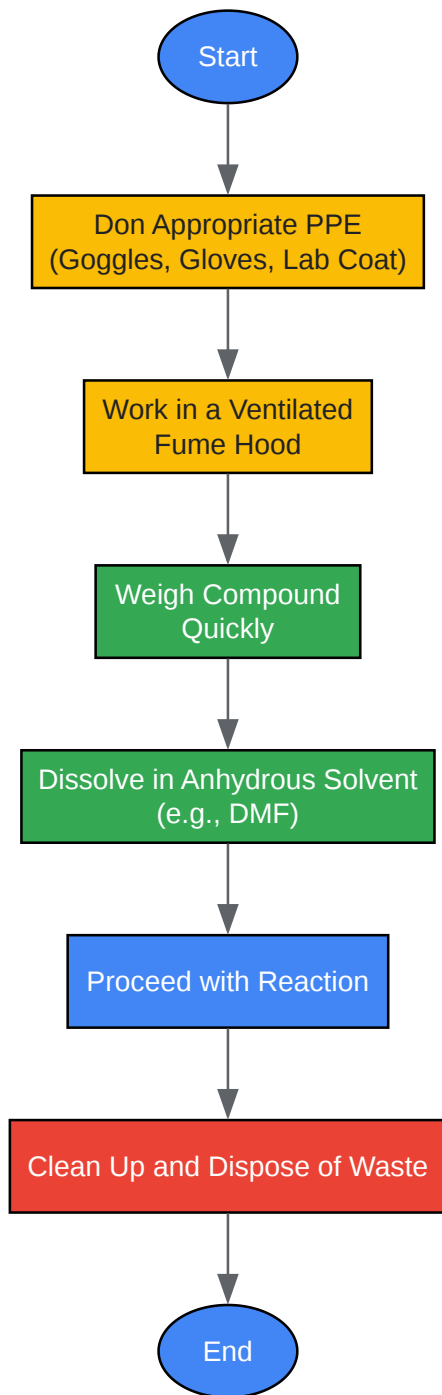 Start
Don Appropriate PPE
(Goggles, Gloves, Lab Coat)
Work in a Ventilated
Fume Hood
Weigh Compound
Quickly
Dissolve in Anhydrous Solvent
(e.g., DMF)
Proceed with Reaction
Clean Up and Dispose of Waste
End